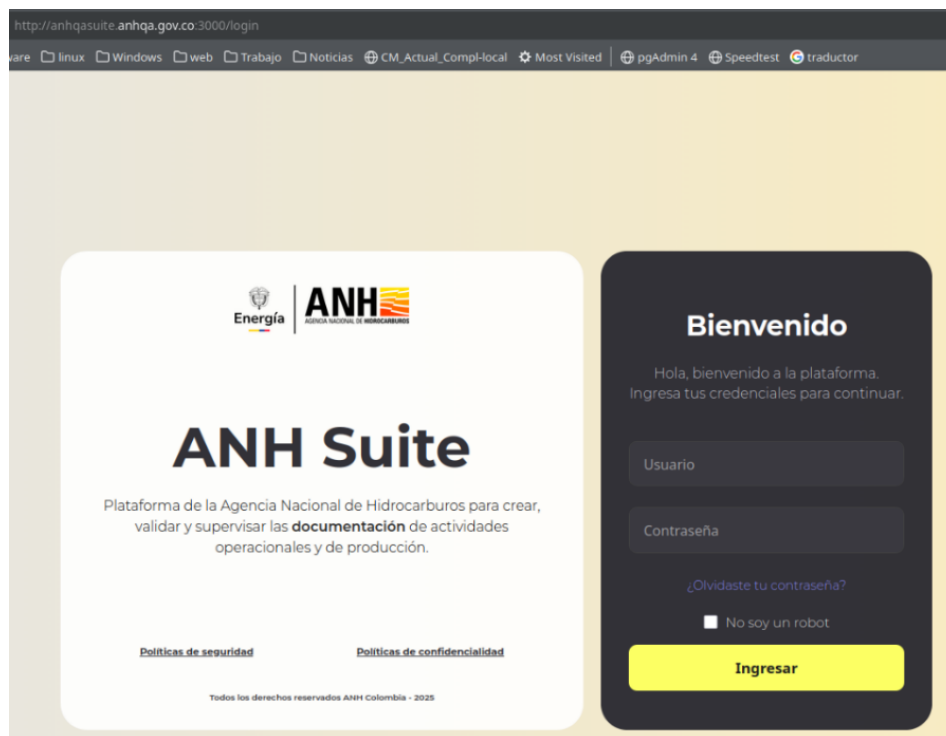 http://anhqasuite.anhqa.gov.co:3000/login
ware linux Windows web Trabajo Noticias CM_Actual_Compl-local Most Visited pgAdmin 4 Speedtest traductor
Energía
ANH
AGENCIA NACIONAL DE HIDROCARBUROS
ANH Suite
Plataforma de la Agencia Nacional de Hidrocarburos para crear,
validar y supervisar las documentación de actividades
operacionales y de producción.
Políticas de seguridad
Políticas de confidencialidad
Todos los derechos reservados ANH Colombia - 2025
Bienvenido
Hola, bienvenido a la plataforma.
Ingresa tus credenciales para continuar.
Usuario
Contraseña
¿Olvidaste tu contraseña?
No soy un robot
Ingresar